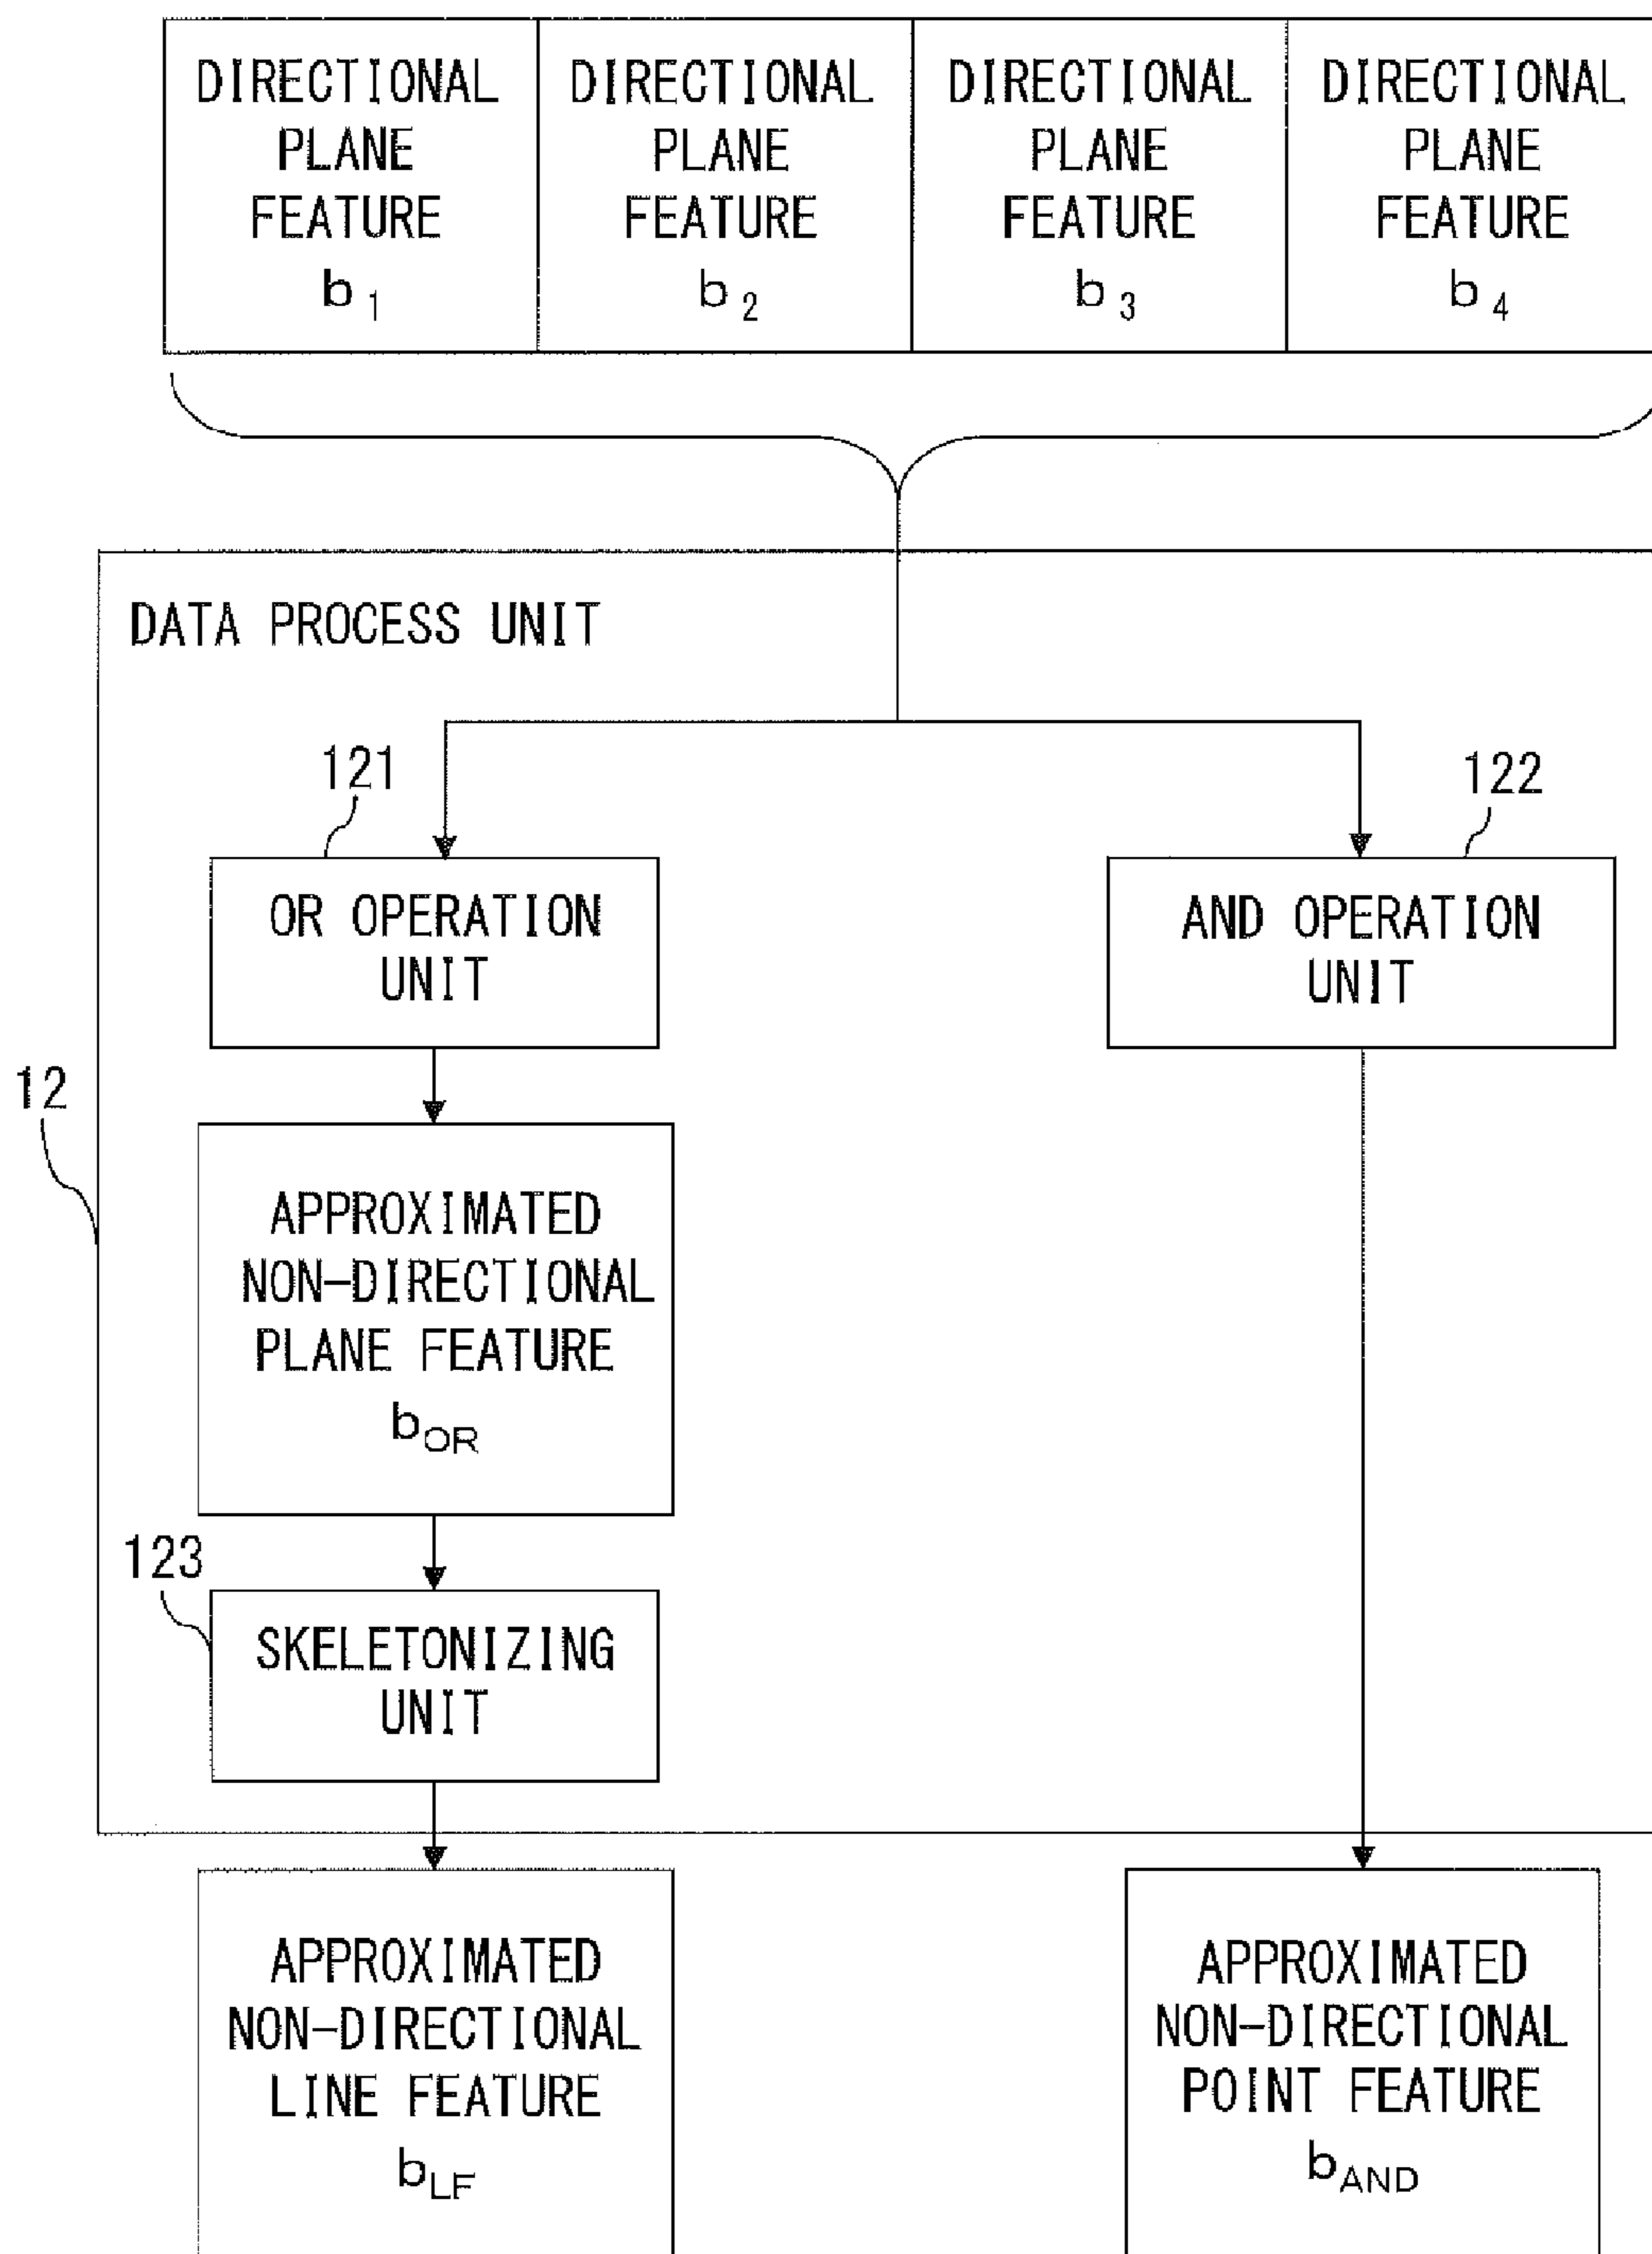 DIRECTIONAL
PLANE
FEATURE
b1
DIRECTIONAL
PLANE
FEATURE
b2
DIRECTIONAL
PLANE
FEATURE
b3
DIRECTIONAL
PLANE
FEATURE
b4
DATA PROCESS UNIT
121
122
OR OPERATION
UNIT
AND OPERATION
UNIT
12
APPROXIMATED
NON-DIRECTIONAL
PLANE FEATURE
bOR
123
SKELETONIZING
UNIT
APPROXIMATED
NON-DIRECTIONAL
LINE FEATURE
bLF
APPROXIMATED
NON-DIRECTIONAL
POINT FEATURE
bAND